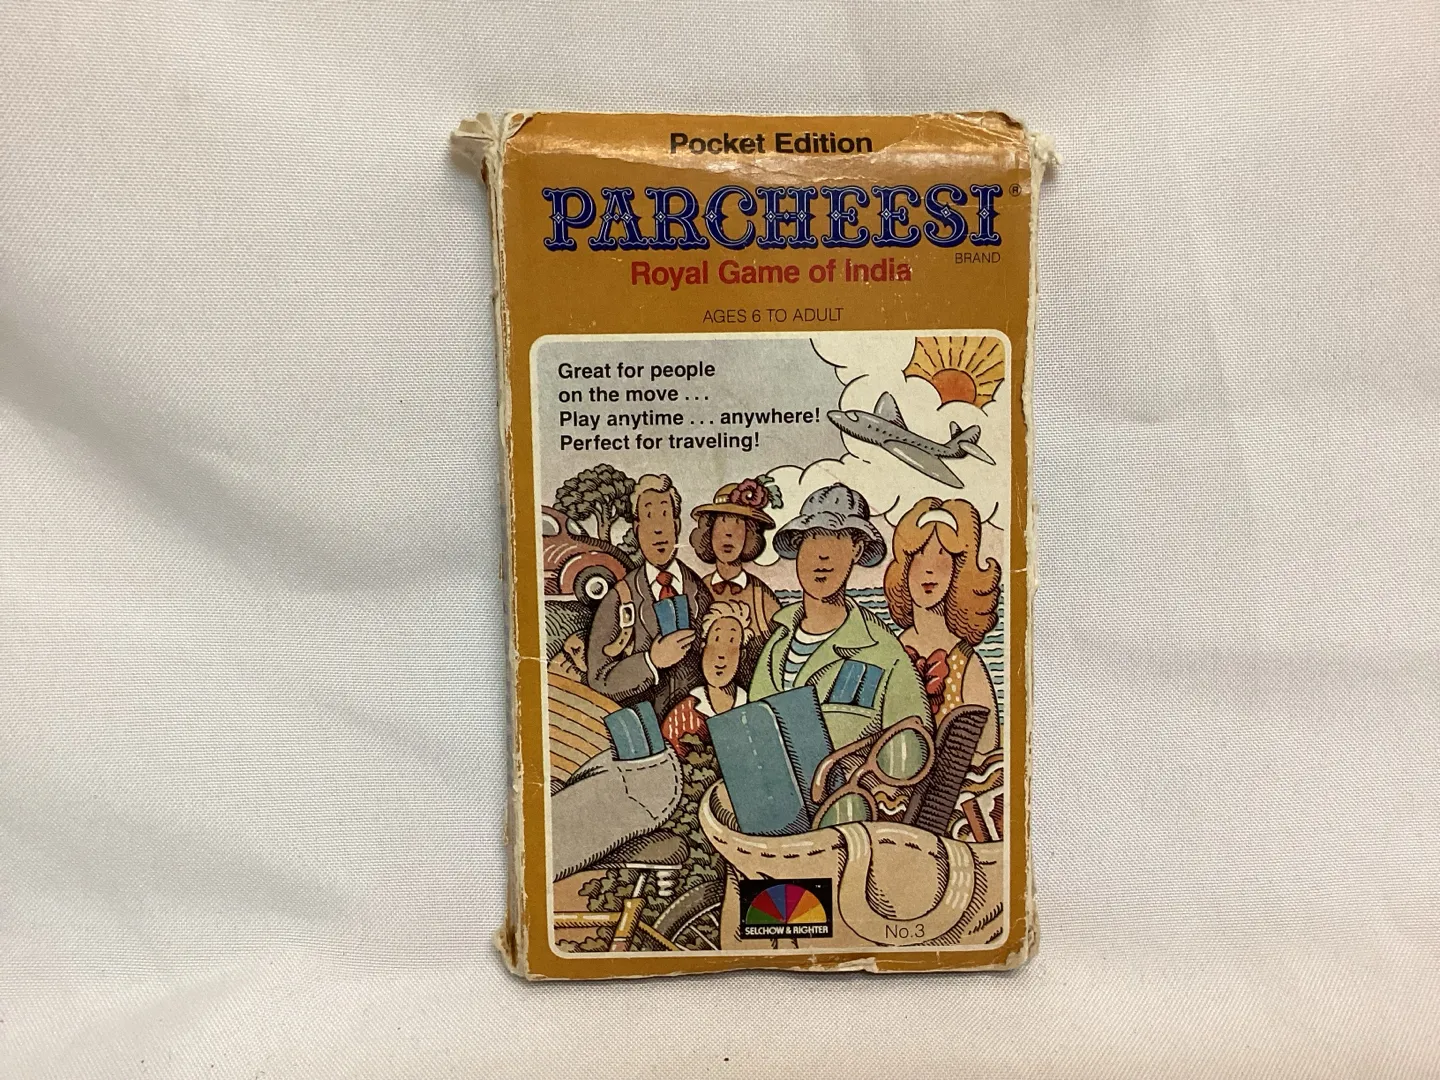 Pocket Edition
PARCHEESI®
BRAND
Royal Game of India
AGES 6 TO ADULT
Great for people
on the move . . .
Play anytime . . . anywhere!
Perfect for traveling!
SELCHOW & RIGHTER
No.3